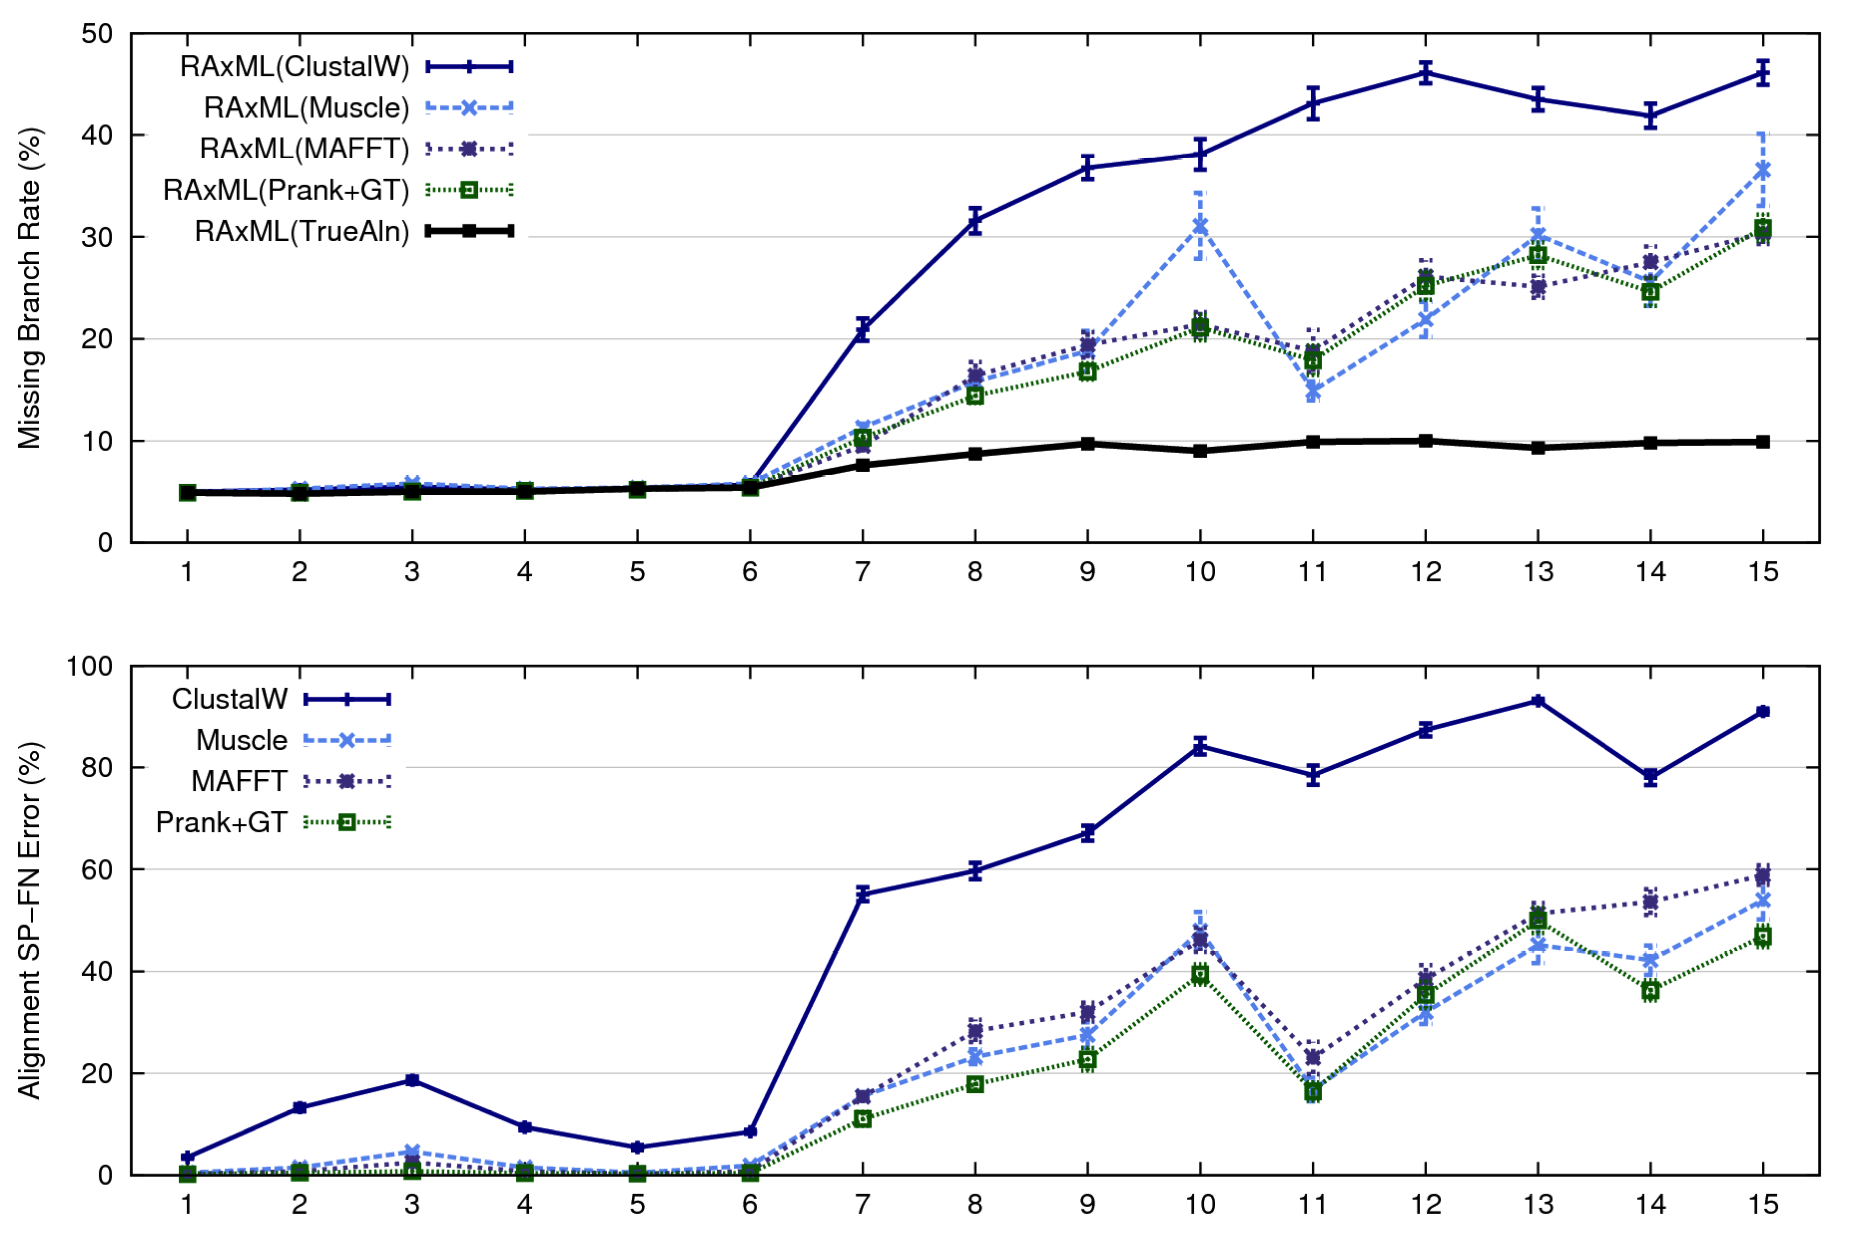 Missing Branch Rate (%)
50
40
30
20
10
0
RAxML(ClustalW)
RAxML(Muscle)
RAxML(MAFFT)
RAxML(Prank+GT)
RAxML(TrueAln)
1 2 3 4 5 6 7 8 9 10 11 12 13 14 15
Alignment SP−FN Error (%)
100
80
60
40
20
0
ClustalW
Muscle
MAFFT
Prank+GT
1 2 3 4 5 6 7 8 9 10 11 12 13 14 15